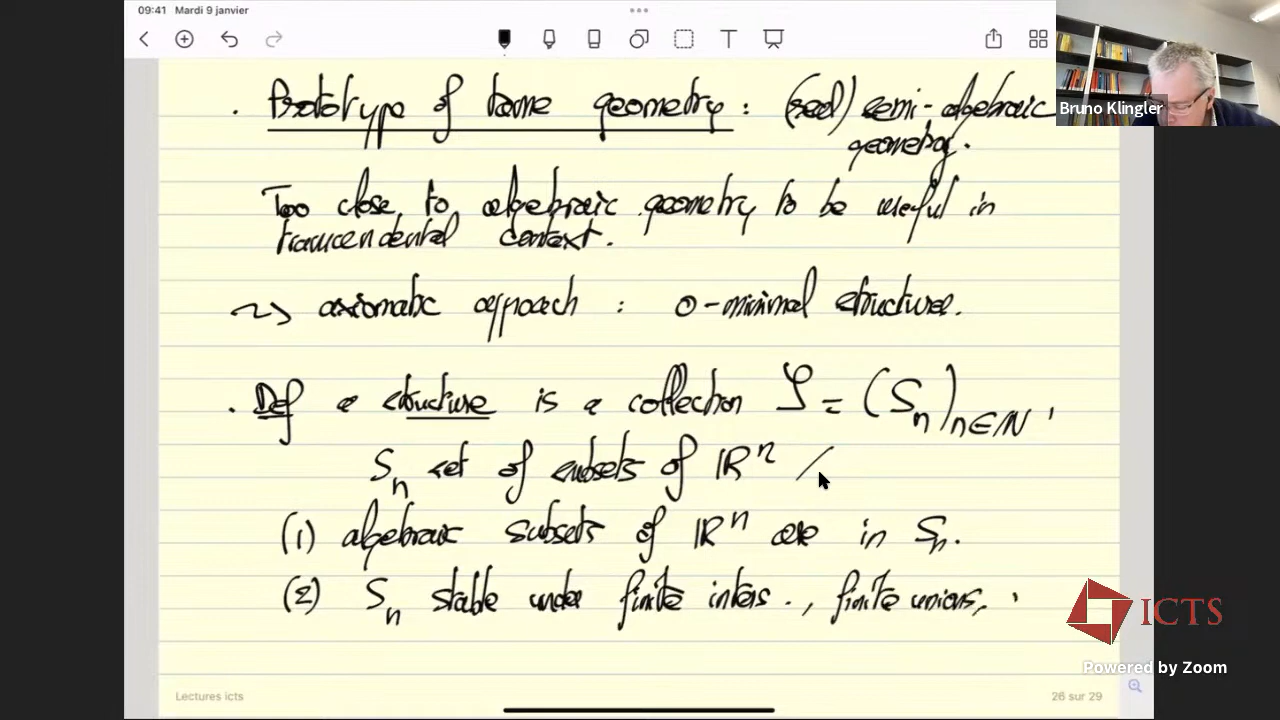 09:41 Mardi 9 janvier
Bruno Klingler
. Prototype of tame geometry : (real) semi-algebraic
geometry.
Too close to algebraic geometry to be useful in
transcendental context.
~> axiomatic approach : o-minimal structure.
. Def a structure is a collection S = (Sₙ)ₙ∈ℕ,
Sₙ set of subsets of ℝⁿ /
(1) algebraic subsets of ℝⁿ are in Sₙ.
(2) Sₙ stable under finite inters., finite unions,
ICTS
Powered by Zoom
Lectures icts
26 sur 29